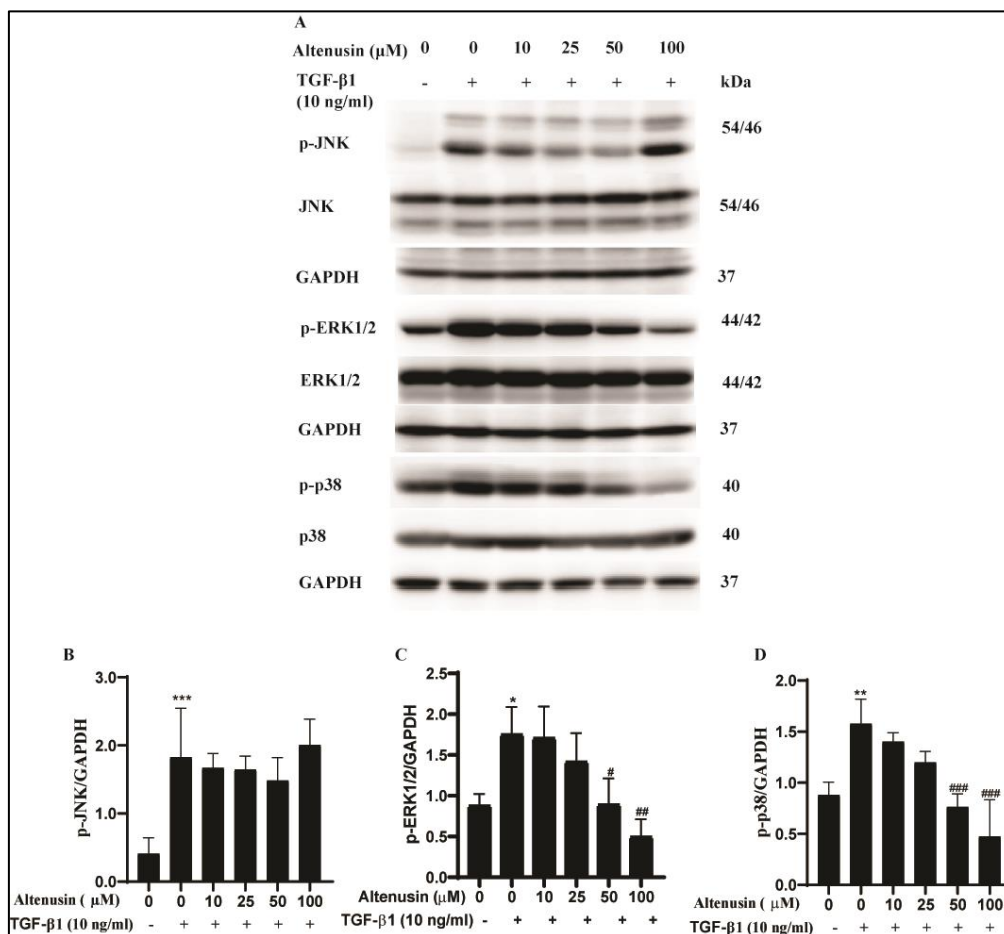 A
Altenusin (μM) 0 0 10 25 50 100
TGF-β1 - + + + + + kDa
(10 ng/ml)
p-JNK 54/46
JNK 54/46
GAPDH 37
p-ERK1/2 44/42
ERK1/2 44/42
GAPDH 37
p-p38 40
p38 40
GAPDH 37
B
p-JNK/GAPDH
3.0
2.0
1.0
0.0
***
0 0 10 25 50 100
Altenusin ( μM)
TGF-β1 (10 ng/ml) - + + + + +
C
p-ERK1/2/GAPDH
2.5
2.0
1.5
1.0
0.5
0.0
*
#
##
Altenusin (μM) 0 0 10 25 50 100
TGF-β1 (10 ng/ml) - + + + + +
D
p-p38/GAPDH
2.0
1.5
1.0
0.5
0.0
**
###
###
Altenusin ( μM) 0 0 10 25 50 100
TGF-β1 (10 ng/ml) - + + + + +